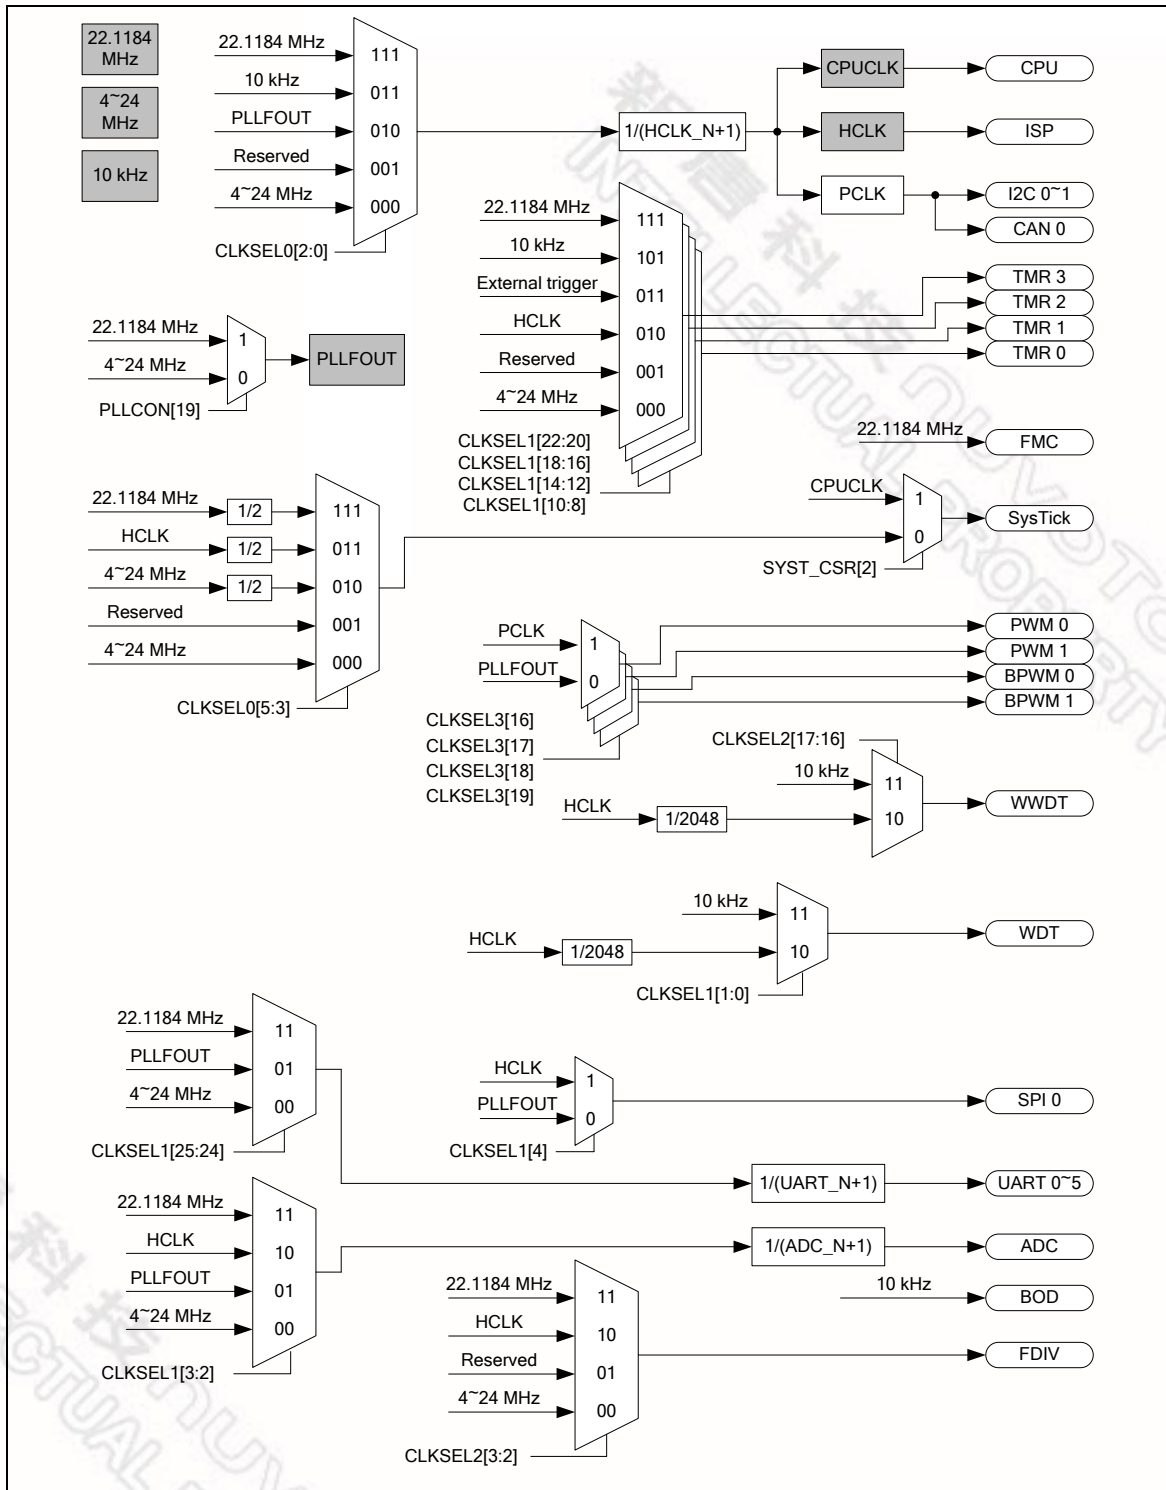 22.1184
MHz
4~24
MHz
10 kHz
22.1184 MHz
111
10 kHz
011
PLLFOUT
010
Reserved
001
4~24 MHz
000
CLKSEL0[2:0]
1/(HCLK_N+1)
CPUCLK
CPU
HCLK
ISP
PCLK
I2C 0~1
CAN 0
22.1184 MHz
111
10 kHz
101
External trigger
011
HCLK
010
Reserved
001
4~24 MHz
000
CLKSEL1[22:20]
CLKSEL1[18:16]
CLKSEL1[14:12]
CLKSEL1[10:8]
TMR 3
TMR 2
TMR 1
TMR 0
22.1184 MHz
1
4~24 MHz
0
PLLCON[19]
PLLFOUT
22.1184 MHz
FMC
22.1184 MHz
1/2
111
HCLK
1/2
011
4~24 MHz
1/2
010
Reserved
001
4~24 MHz
000
CLKSEL0[5:3]
CPUCLK
1
0
SYST_CSR[2]
SysTick
PCLK
1
PLLFOUT
0
CLKSEL3[16]
CLKSEL3[17]
CLKSEL3[18]
CLKSEL3[19]
PWM 0
PWM 1
BPWM 0
BPWM 1
CLKSEL2[17:16]
10 kHz
11
HCLK
1/2048
10
WWDT
10 kHz
11
HCLK
1/2048
10
CLKSEL1[1:0]
WDT
22.1184 MHz
11
PLLFOUT
01
4~24 MHz
00
CLKSEL1[25:24]
HCLK
1
PLLFOUT
0
CLKSEL1[4]
SPI 0
1/(UART_N+1)
UART 0~5
22.1184 MHz
11
HCLK
10
PLLFOUT
01
4~24 MHz
00
CLKSEL1[3:2]
1/(ADC_N+1)
ADC
10 kHz
BOD
22.1184 MHz
11
HCLK
10
Reserved
01
4~24 MHz
00
CLKSEL2[3:2]
FDIV
新唐科技 nuvoTo
INTELLECTUAL PROPERTY
科技 nuv
ECTUAL